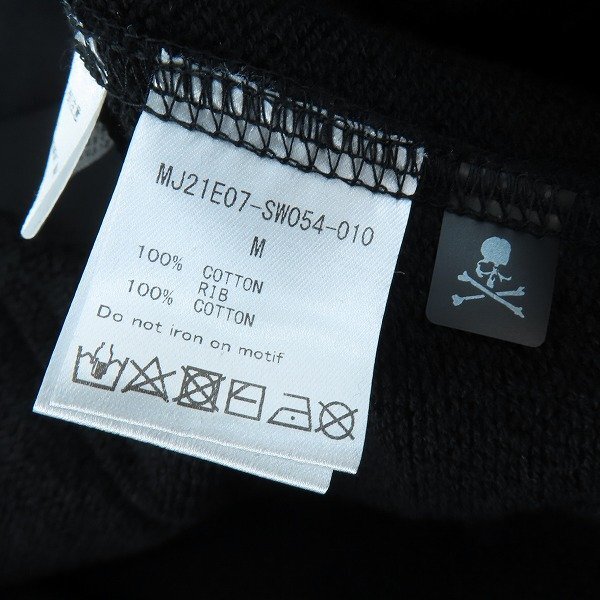 MJ21E07-SW054-010
M
100% COTTON
RIB
100% COTTON
Do not iron on motif